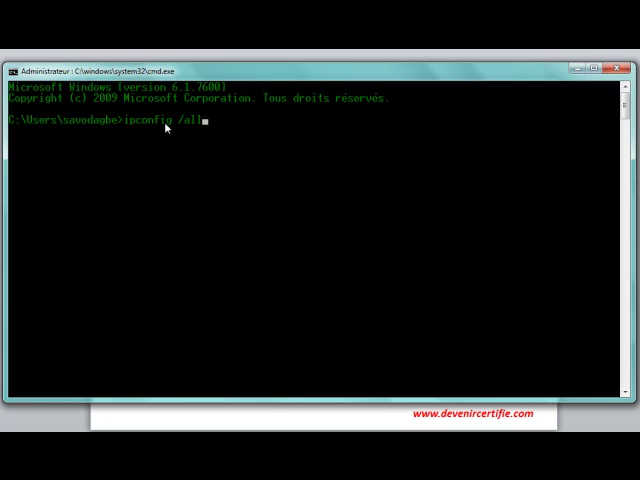 Administrateur : C:\windows\system32\cmd.exe
Microsoft Windows [version 6.1.7600]
Copyright (c) 2009 Microsoft Corporation. Tous droits réservés.
C:\Users\savodagbe>ipconfig /all
www.devenircertifie.com